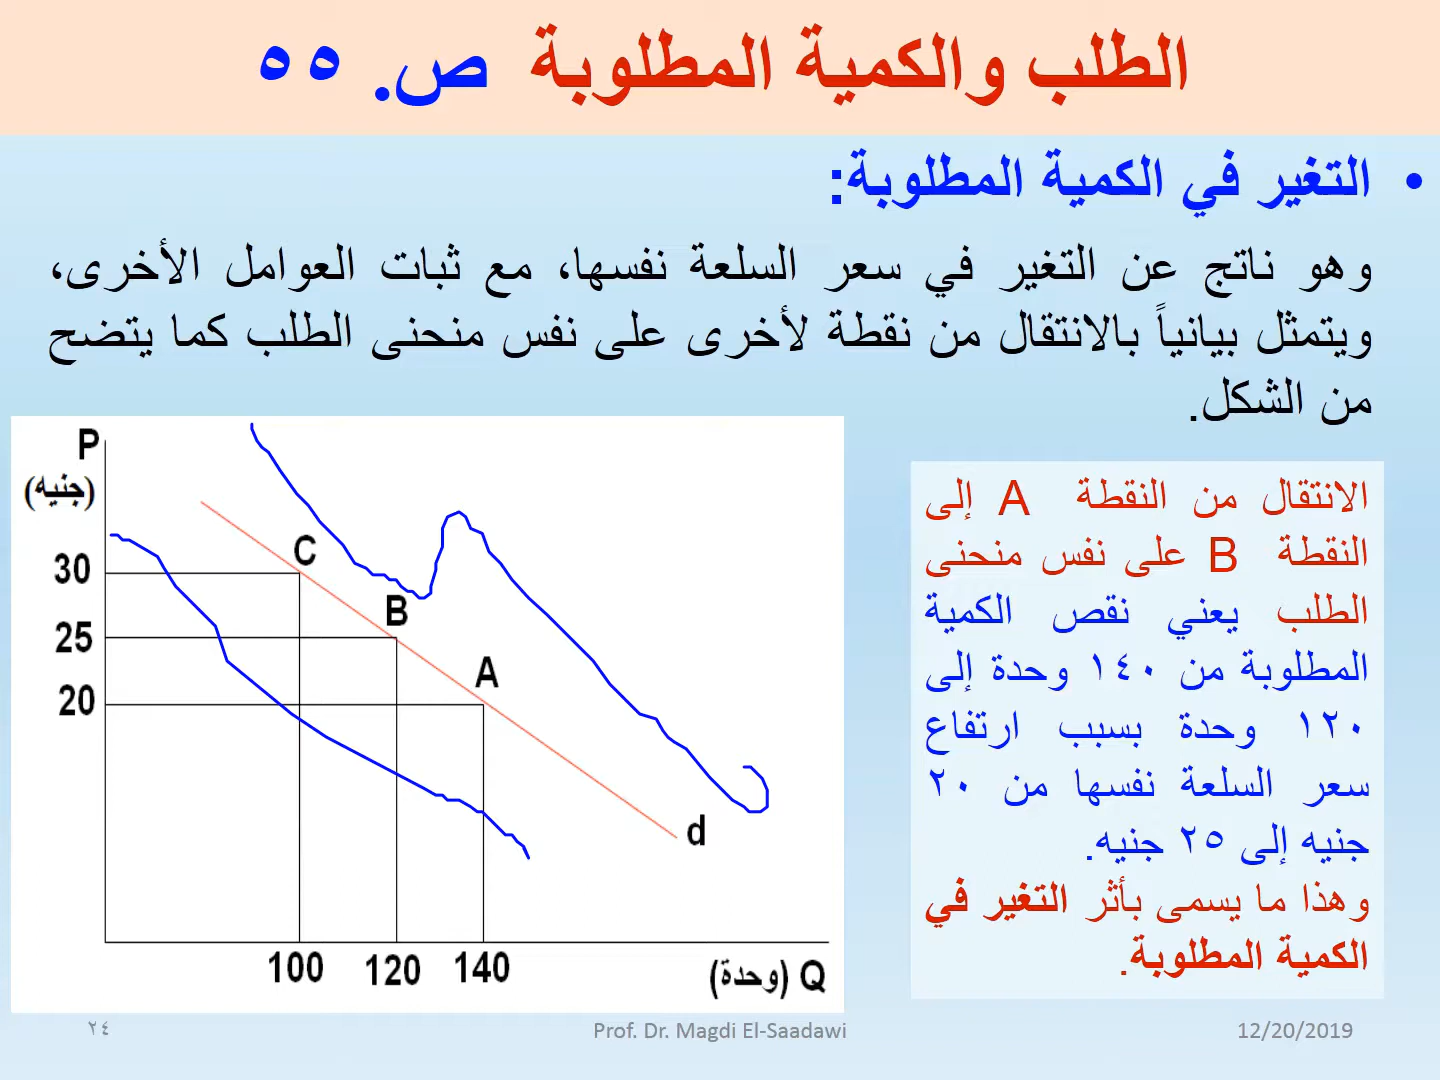 الطلب والكمية المطلوبة ص. ٥٥
• التغير في الكمية المطلوبة:
وهو ناتج عن التغير في سعر السلعة نفسها، مع ثبات العوامل الأخرى،
ويتمثل بيانياً بالانتقال من نقطة لأخرى على نفس منحنى الطلب كما يتضح
من الشكل.
P
(جنيه)
30
25
20
C
B
A
d
100 120 140
Q (وحدة)
الانتقال من النقطة A إلى
النقطة B على نفس منحنى
الطلب يعني نقص الكمية
المطلوبة من ١٤٠ وحدة إلى
١٢٠ وحدة بسبب ارتفاع
سعر السلعة نفسها من ٢٠
جنيه إلى ٢٥ جنيه.
وهذا ما يسمى بأثر التغير في
الكمية المطلوبة.
٢٤
Prof. Dr. Magdi El-Saadawi
12/20/2019